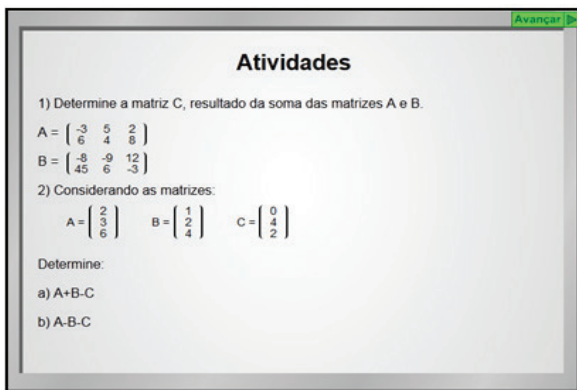 Avançar
Atividades
1) Determine a matriz C, resultado da soma das matrizes A e B.
A = ( -3 5 2
6 4 8 )
B = ( -8 -9 12
45 6 -3 )
2) Considerando as matrizes:
A = ( 2 3 6 ) B = ( 1 2 4 ) C = ( 0 4 2 )
Determine:
a) A+B-C
b) A-B-C